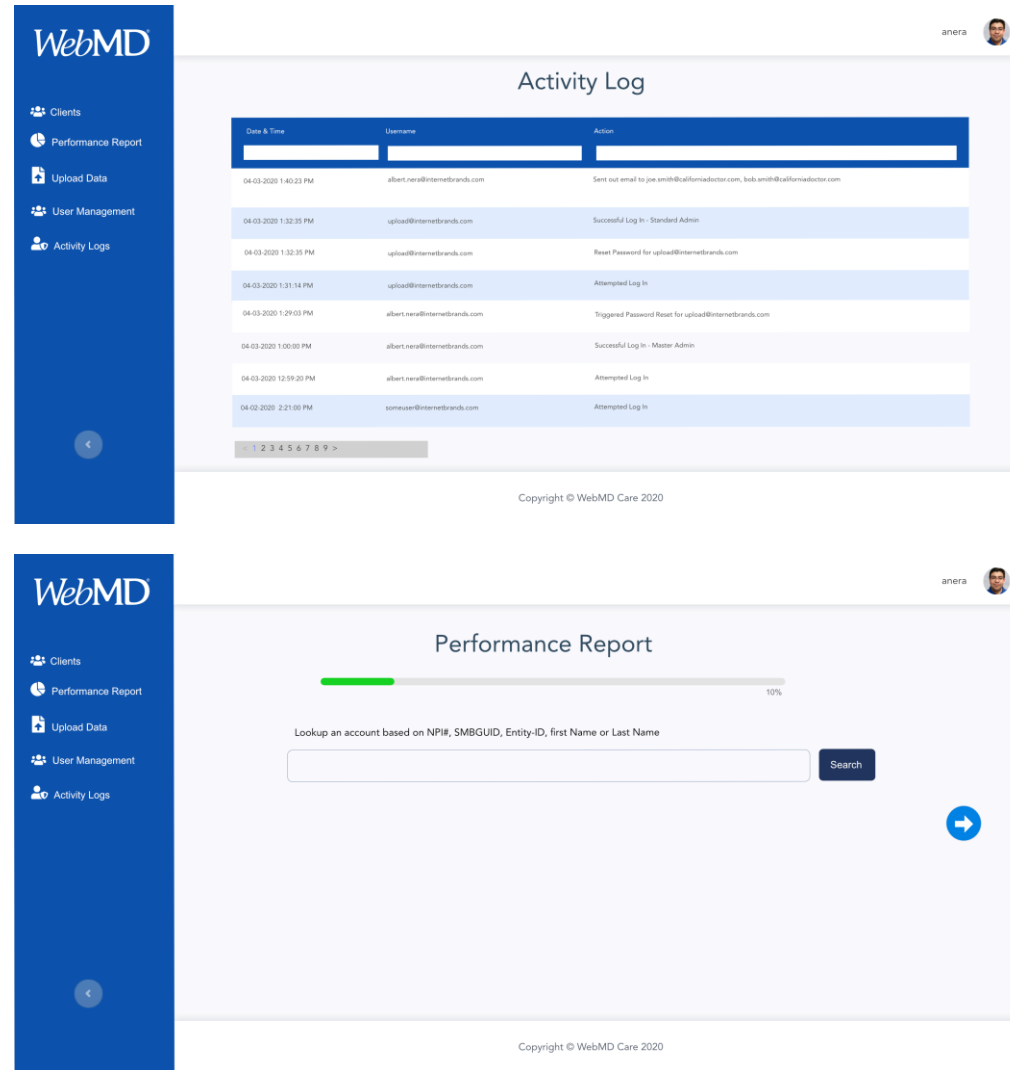 WebMD
anera
Activity Log
Clients
Performance Report
Upload Data
User Management
Activity Logs
Date & Time Username Action
04-03-2020 1:40:23 PM albert.nera@internetbrands.com Sent out email to joe.smith@californiadoctor.com, bob.smith@californiadoctor.com
04-03-2020 1:32:35 PM upload@internetbrands.com Successful Log In - Standard Admin
04-03-2020 1:32:35 PM upload@internetbrands.com Reset Password for upload@internetbrands.com
04-03-2020 1:31:14 PM upload@internetbrands.com Attempted Log In
04-03-2020 1:29:03 PM albert.nera@internetbrands.com Triggered Password Reset for upload@internetbrands.com
04-03-2020 1:00:00 PM albert.nera@internetbrands.com Successful Log In - Master Admin
04-03-2020 12:59:20 PM albert.nera@internetbrands.com Attempted Log In
04-02-2020 2:21:00 PM someuser@internetbrands.com Attempted Log In
< 1 2 3 4 5 6 7 8 9 >
Copyright © WebMD Care 2020
WebMD
anera
Performance Report
Clients
Performance Report
Upload Data
User Management
Activity Logs
10%
Lookup an account based on NPI#, SMBGUID, Entity-ID, first Name or Last Name
Search
Copyright © WebMD Care 2020